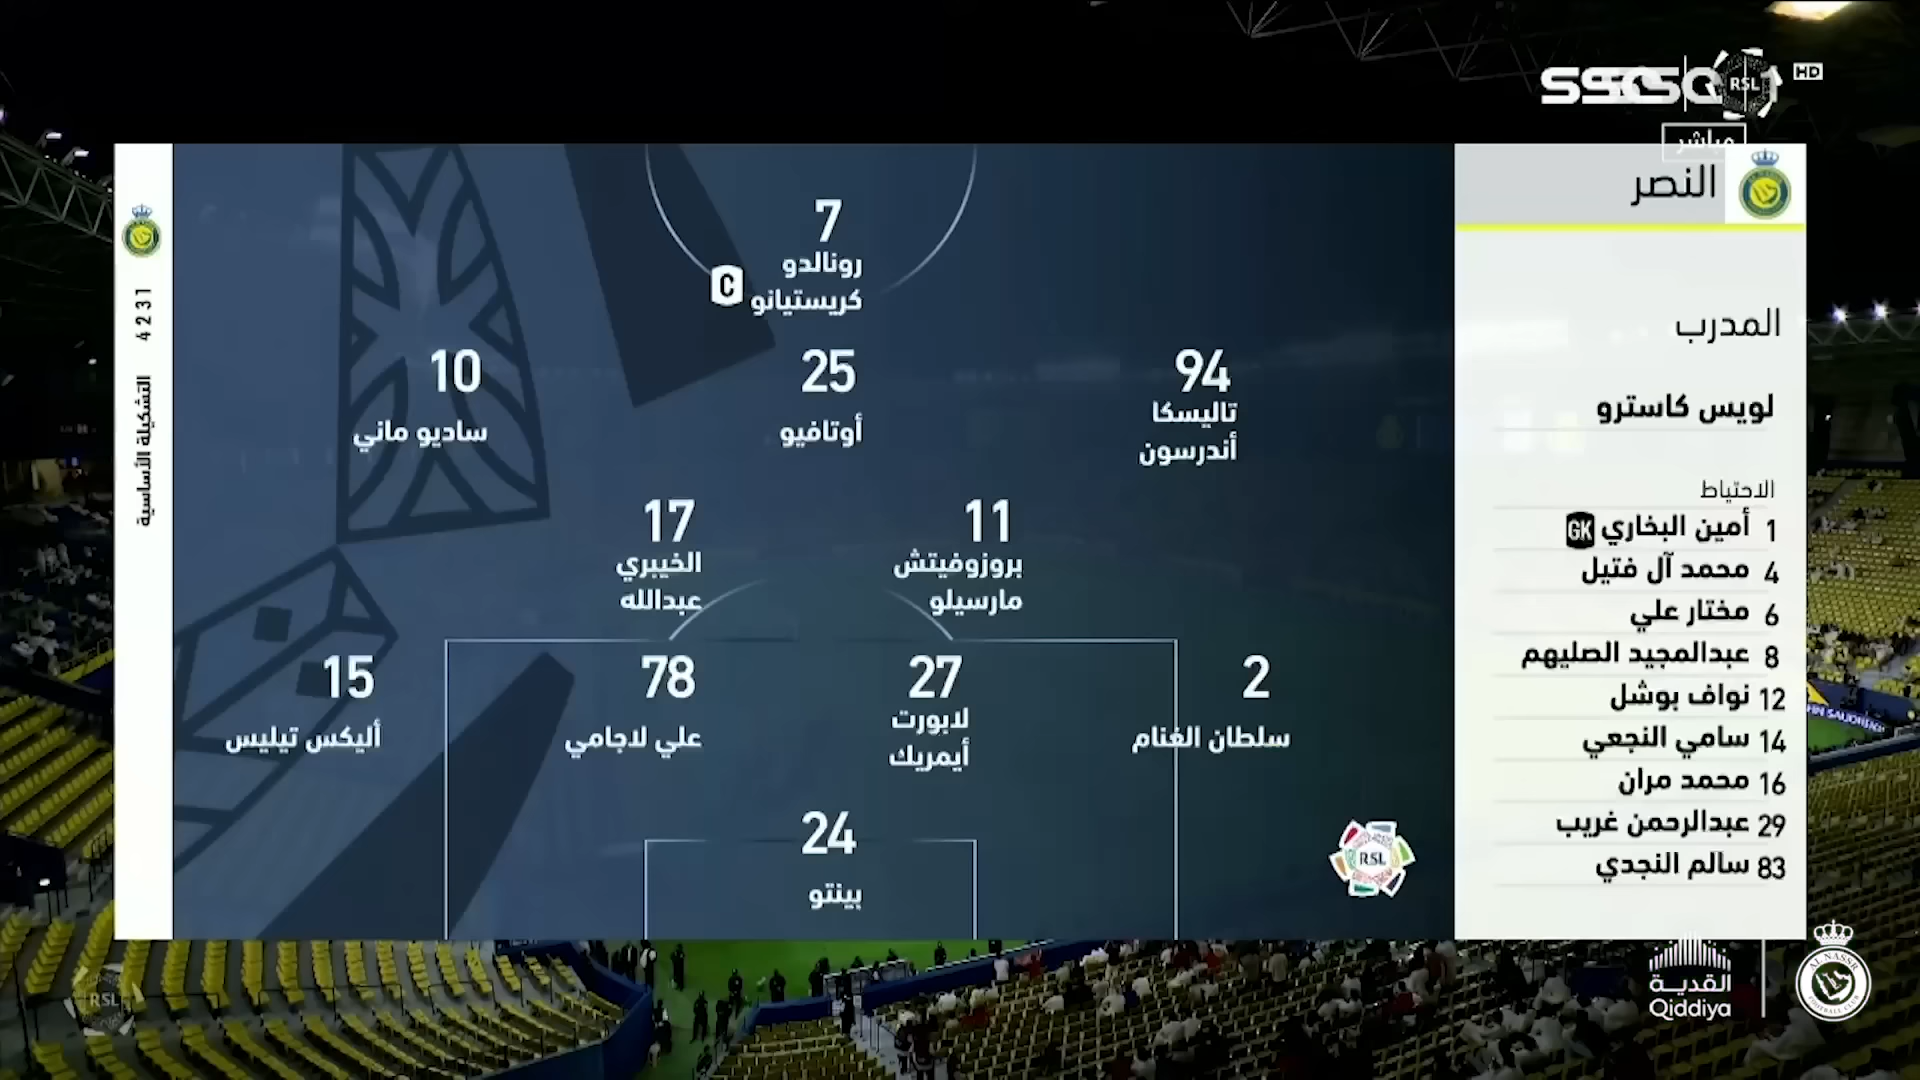 SSC
RSL
HD
مباشر
النصر
المدرب
لويس كاسترو
الاحتياط
1 أمين البخاري GK
4 محمد آل فتيل
6 مختار علي
8 عبدالمجيد الصليهم
12 نواف بوشل
14 سامي النجعي
16 محمد مران
29 عبدالرحمن غريب
83 سالم النجدي
7
رونالدو
كريستيانو
C
94
تاليسكا
أندرسون
25
أوتافيو
10
ساديو ماني
11
بروزوفيتش
مارسيلو
17
الخيبري
عبدالله
2
سلطان الغنام
27
لابورت
أيمريك
78
علي لاجامي
15
أليكس تيليس
24
بينتو
RSL
التشكيلة الأساسية 4 2 3 1
القدية
Qiddiya
AL NASSR
RSL